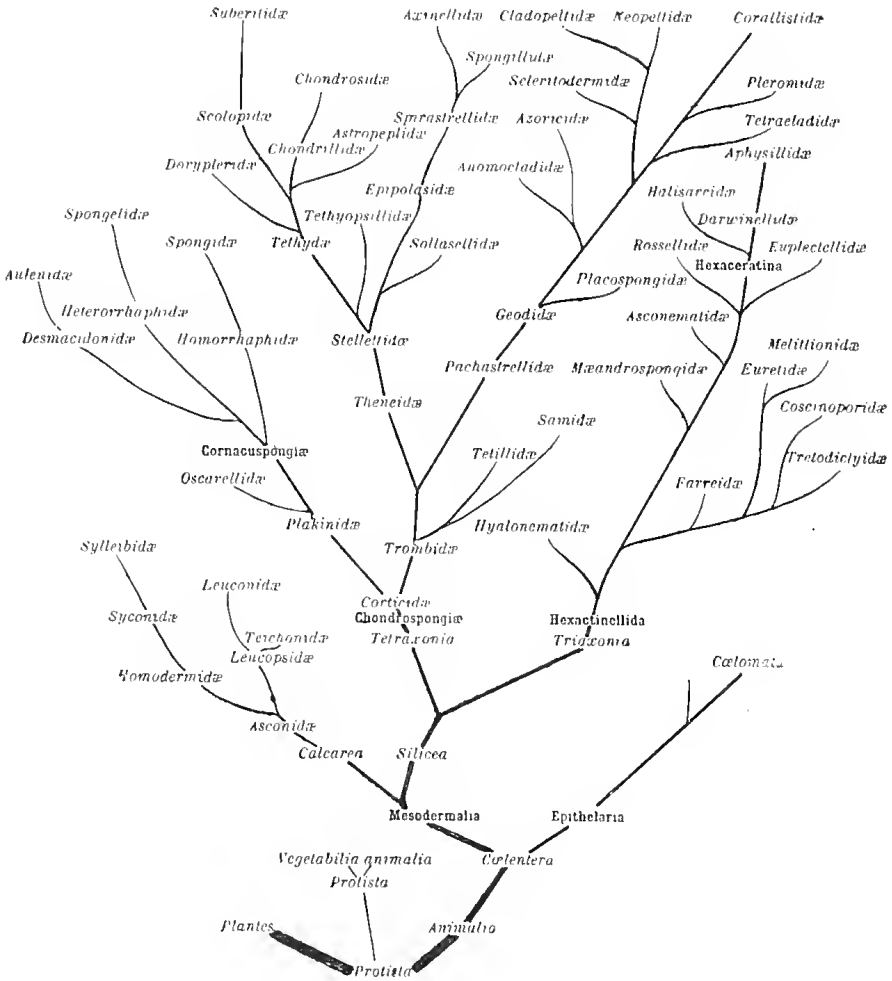 Suberitidæ Axinellidæ Cladopeltidæ Neopeltidæ Corallistidæ
Spongillidæ
Chondrosidæ Scleritodermidæ Pleromidæ
Scolopidæ Spirastrellidæ Azoricidæ
Astropeplidæ Tetracladidæ
Chondrillidæ Aphysillidæ
Dorypleridæ Anomocladidæ
Epipolasidæ Halisarcidæ
Spongelidæ Tethyopsillidæ Darwinellidæ
Spongidæ Tethydæ Sollasellidæ Rossellidæ Euplectellidæ
Hexaceratina
Aulenidæ Placospongidæ
Heterorrhaphidæ Geodidæ Asconematidæ
Desmacidonidæ Homorrhaphidæ Stellettidæ
Melittionidæ
Pachastrellidæ Mæandrospongidæ Euretidæ
Theneidæ Coscinoporidæ
Samidæ
Cornacuspongiæ Tetillidæ Tretodictyidæ
Oscarellidæ Farreidæ
Plakinidæ Hyalonematidæ
Trombidæ
Sylleibidæ
Leuconidæ
Corticidæ
Syconidæ Chondrospongiæ Hexactinellida
Teichonidæ Tetraxonia Triaxonia
Leucopsidæ Cœlomata
Homodermidæ
Asconidæ
Calcarea Silicea
Mesodermalia Epithelaria
Vegetabilia animalia Cœlentera
Protista
Plantes Animalio
Protista